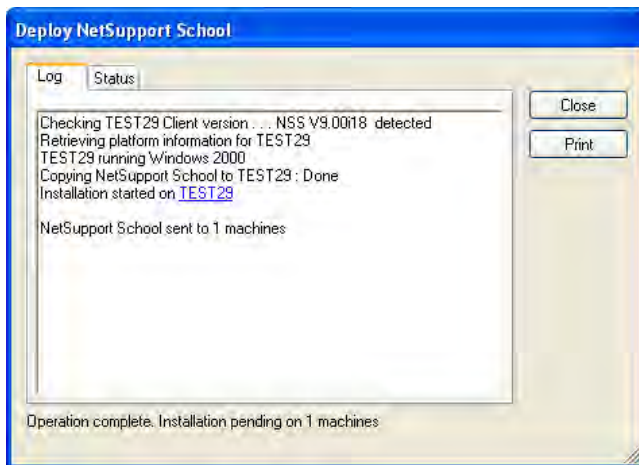 Deploy NetSupport School
Log
Status
Close
Print
Checking TEST29 Client version . . . NSS V9.00i18 detected
Retrieving platform information for TEST29
TEST29 running Windows 2000
Copying NetSupport School to TEST29 : Done
Installation started on TEST29
NetSupport School sent to 1 machines
Operation complete. Installation pending on 1 machines